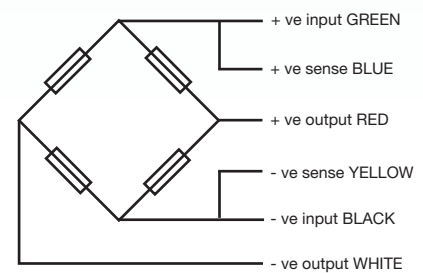 + ve input GREEN
+ ve sense BLUE
+ ve output RED
- ve sense YELLOW
- ve input BLACK
- ve output WHITE